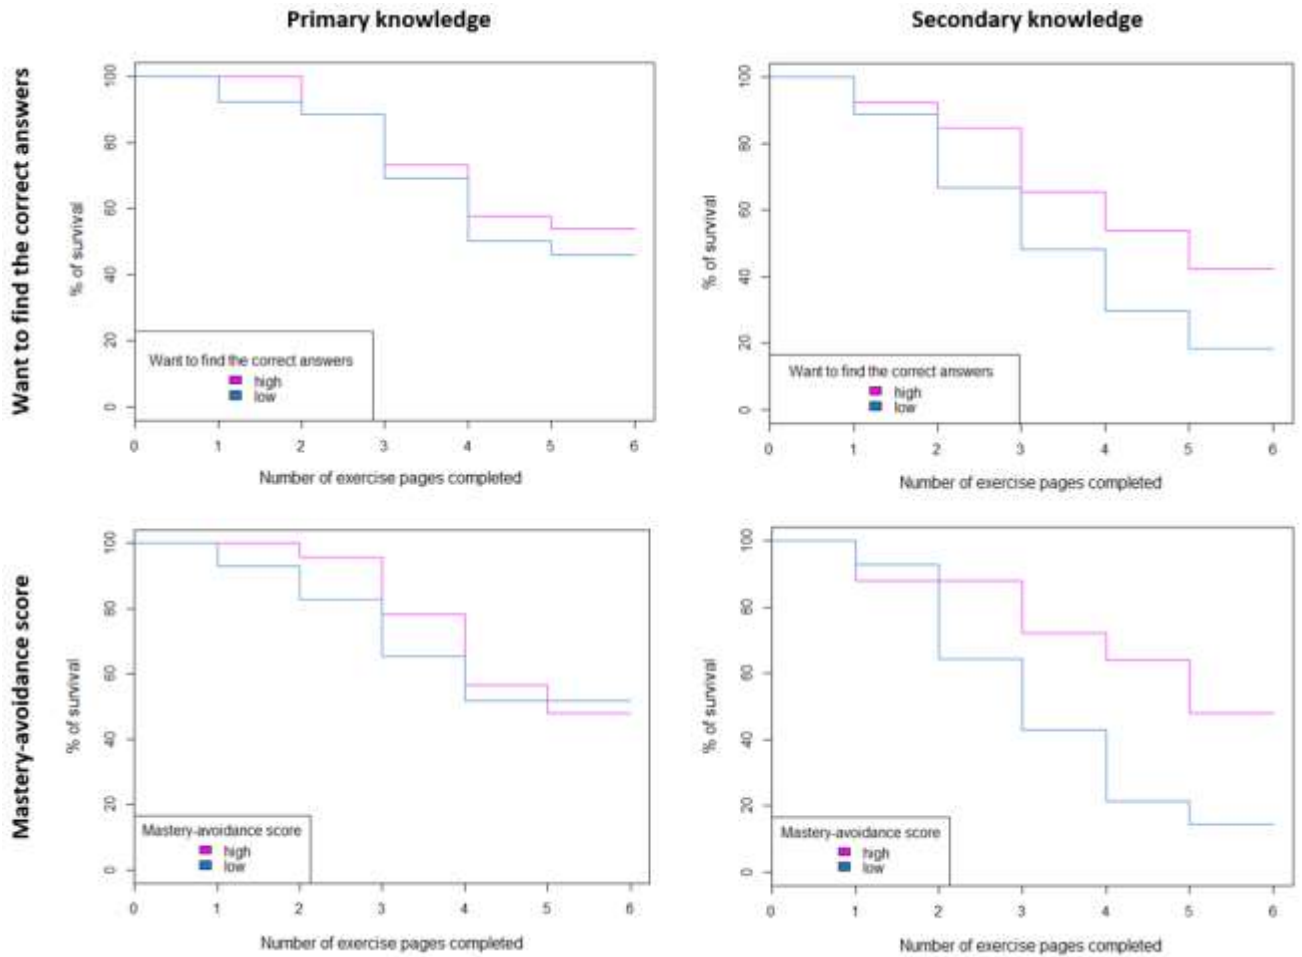 Primary knowledge
Secondary knowledge
Want to find the correct answers
% of survival
100
80
60
40
20
0
Want to find the correct answers
high
low
0 1 2 3 4 5 6
Number of exercise pages completed
% of survival
100
80
60
40
20
0
Want to find the correct answers
high
low
0 1 2 3 4 5 6
Number of exercise pages completed
Mastery-avoidance score
% of survival
100
80
60
40
20
0
Mastery-avoidance score
high
low
0 1 2 3 4 5 6
Number of exercise pages completed
% of survival
100
80
60
40
20
0
Mastery-avoidance score
high
low
0 1 2 3 4 5 6
Number of exercise pages completed